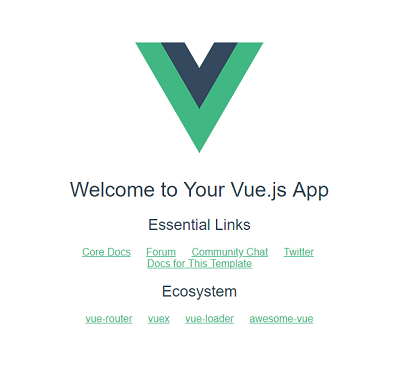 Welcome to Your Vue.js App
Essential Links
Core Docs Forum Community Chat Twitter
Docs for This Template
Ecosystem
vue-router vuex vue-loader awesome-vue